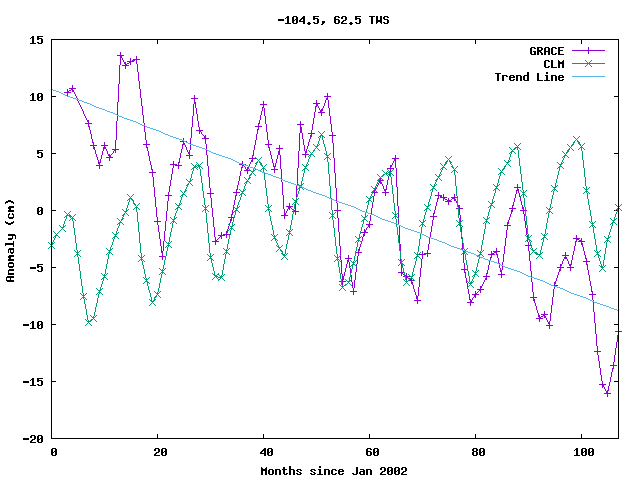 -104.5, 62.5 TWS
GRACE
CLM
Trend Line
15
10
5
0
-5
-10
-15
-20
Anomaly (cm)
0 20 40 60 80 100
Months since Jan 2002